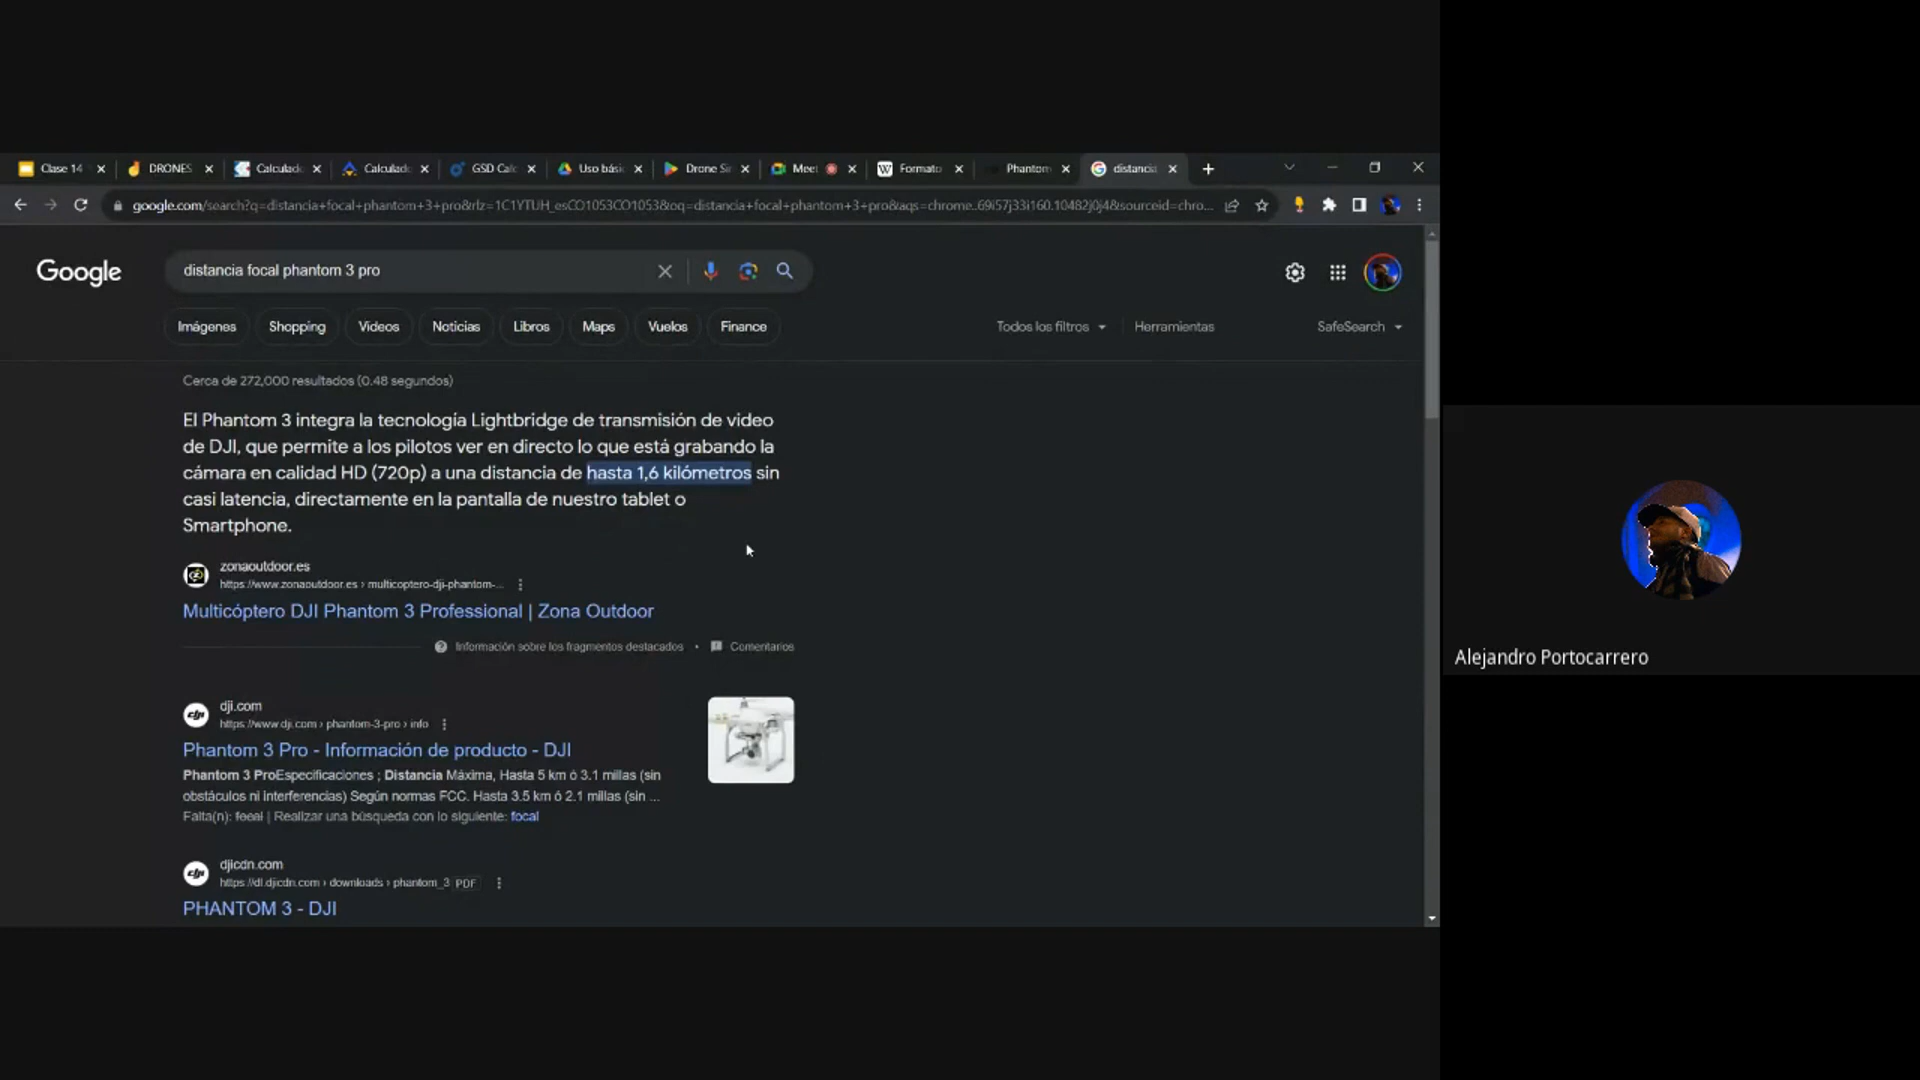 Clase 14
DRONES
Calculado
Calculado
GSD Calc
Uso bási
Drone Sir
Meet
Formato
Phantom
distancia
google.com/search?q=distancia+focal+phantom+3+pro&rlz=1C1YTUH_esCO1053CO1053&oq=distancia+focal+phantom+3+pro&aqs=chrome..69i57j33i160.10482j0j4&sourceid=chro...
Google
distancia focal phantom 3 pro
Imágenes
Shopping
Videos
Noticias
Libros
Maps
Vuelos
Finance
Todos los filtros
Herramientas
SafeSearch
Cerca de 272,000 resultados (0.48 segundos)
El Phantom 3 integra la tecnología Lightbridge de transmisión de video
de DJI, que permite a los pilotos ver en directo lo que está grabando la
cámara en calidad HD (720p) a una distancia de hasta 1,6 kilómetros sin
casi latencia, directamente en la pantalla de nuestro tablet o
Smartphone.
zonaoutdoor.es
https://www.zonaoutdoor.es › multicoptero-dji-phantom-...
Multicóptero DJI Phantom 3 Professional | Zona Outdoor
Información sobre los fragmentos destacados • Comentarios
dji.com
https://www.dji.com › phantom-3-pro › info
Phantom 3 Pro - Información de producto - DJI
Phantom 3 ProEspecificaciones ; Distancia Máxima, Hasta 5 km ó 3.1 millas (sin
obstáculos ni interferencias) Según normas FCC. Hasta 3.5 km ó 2.1 millas (sin ...
Falta(n): focal | Realizar una búsqueda con lo siguiente: focal
djicdn.com
https://dl.djicdn.com › downloads › phantom_3 PDF
PHANTOM 3 - DJI
Alejandro Portocarrero